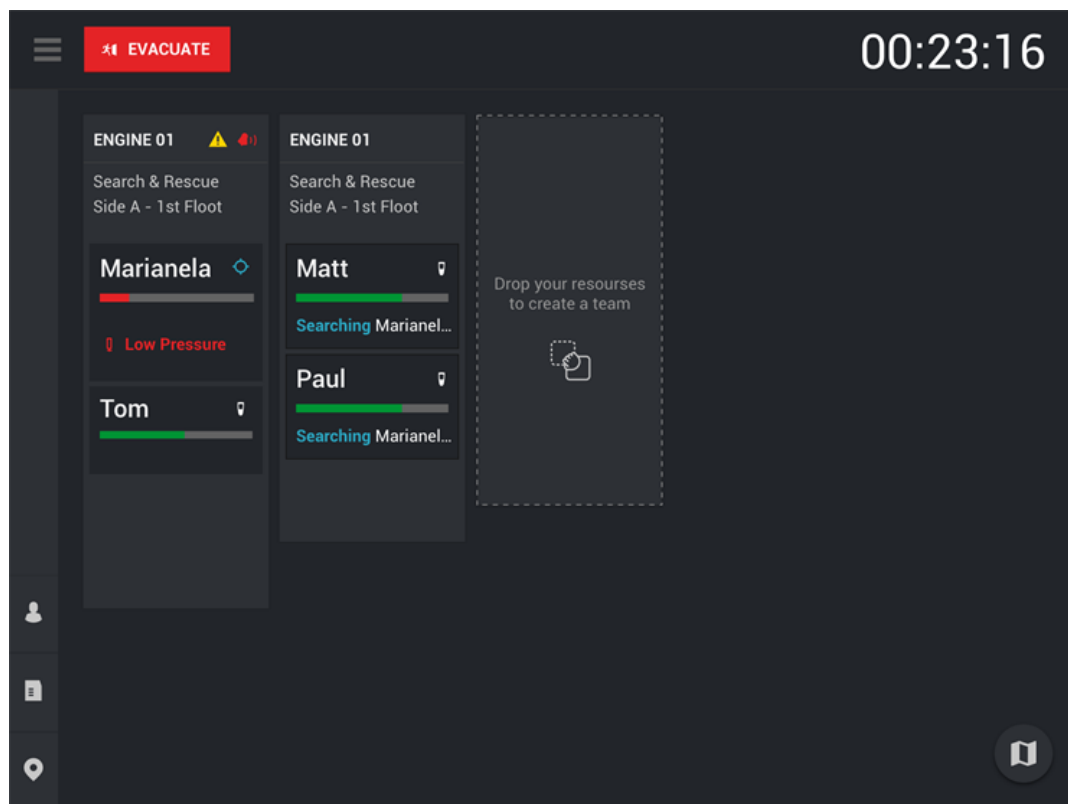 EVACUATE
00:23:16
ENGINE 01
Search & Rescue
Side A - 1st Floot
Marianela
Low Pressure
Tom
ENGINE 01
Search & Rescue
Side A - 1st Floot
Matt
Searching Marianel...
Paul
Searching Marianel...
Drop your resourses
to create a team